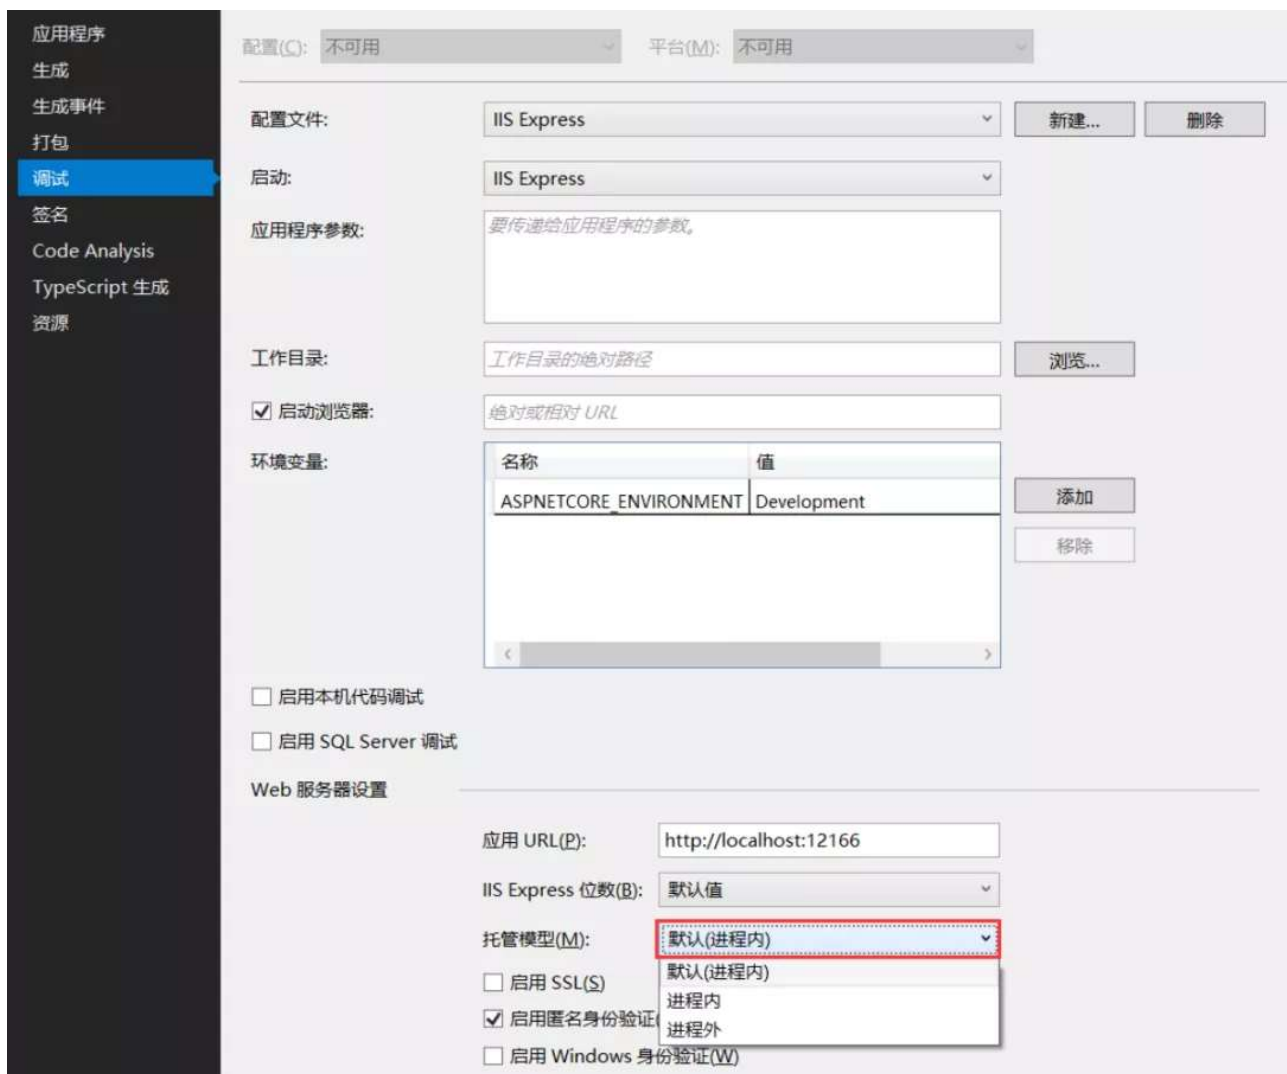 应用程序
生成
生成事件
打包
调试
签名
Code Analysis
TypeScript 生成
资源
配置(C): 不可用 平台(M): 不可用
配置文件: IIS Express 新建... 删除
启动: IIS Express
应用程序参数: 要传递给应用程序的参数。
工作目录: 工作目录的绝对路径 浏览...
启动浏览器: 绝对或相对 URL
环境变量: 名称 值
ASPNETCORE_ENVIRONMENT Development 添加
移除
启用本机代码调试
启用 SQL Server 调试
Web 服务器设置
应用 URL(P): http://localhost:12166
IIS Express 位数(B): 默认值
托管模型(M): 默认(进程内)
默认(进程内)
启用 SSL(S)
进程内
启用匿名身份验证(
进程外
启用 Windows 身份验证(W)